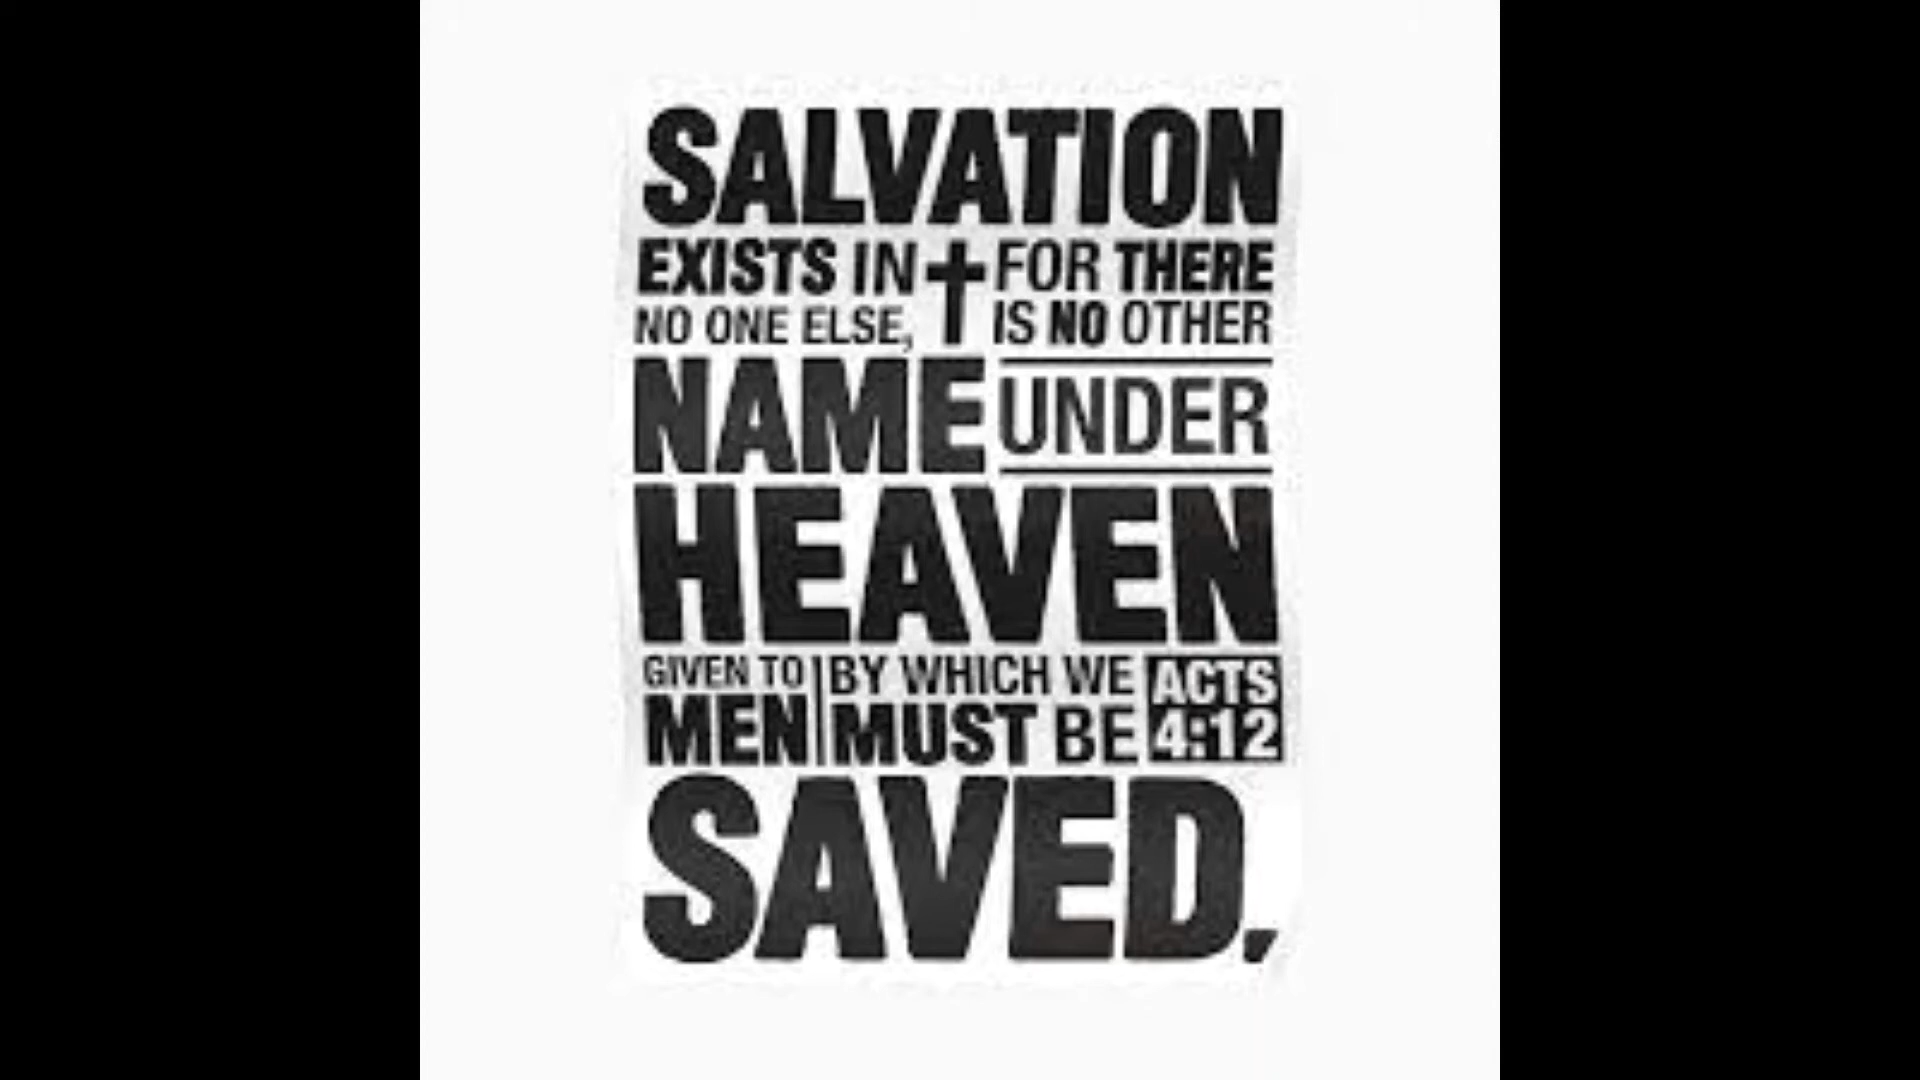 SALVATION
EXISTS IN
NO ONE ELSE,
FOR THERE
IS NO OTHER
NAME UNDER
HEAVEN
GIVEN TO
MEN
BY WHICH WE
MUST BE
ACTS
4:12
SAVED,